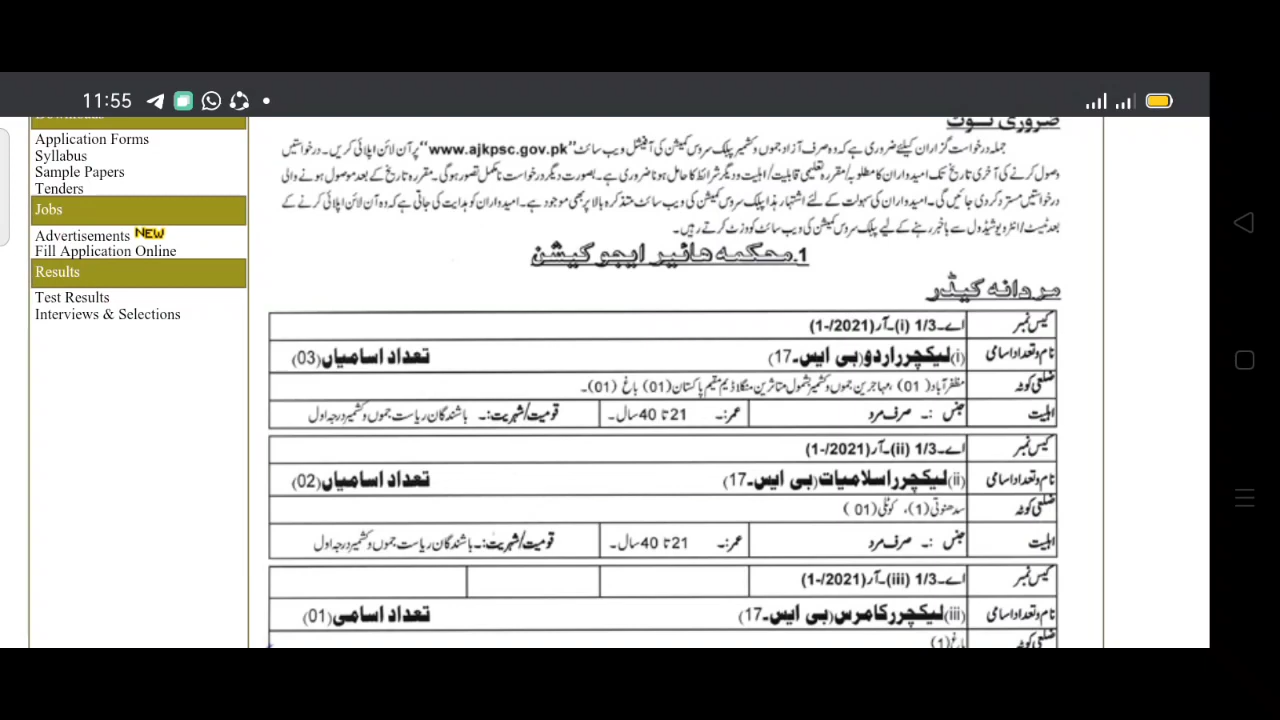 11:55
Application Forms
Syllabus
Sample Papers
Tenders
Jobs
Advertisements NEW
Fill Application Online
Results
Test Results
Interviews & Selections
ضروری نوٹ
جملہ درخواست گزاران کیلئے ضروری ہے کہ وہ صرف آزاد جموں و کشمیر پبلک سروس کمیشن کی آفیشل ویب سائٹ "www.ajkpsc.gov.pk" پر آن لائن اپلائی کریں۔ درخواستیں
وصول کرنے کی آخری تاریخ تک امیدواران کا مطلوبہ/مقررہ تعلیمی قابلیت/اہلیت و دیگر شرائط کا حامل ہونا ضروری ہے۔ بصورت دیگر درخواست نامکمل تصور ہوگی۔ مقررہ تاریخ کے بعد موصول ہونے والی
درخواستیں مسترد کر دی جائیں گی۔ امیدواران کی سہولت کے لئے اشتہار ہذا پبلک سروس کمیشن کی ویب سائٹ متذکرہ بالا پر بھی موجود ہے۔ امیدواران کو ہدایت کی جاتی ہے کہ وہ آن لائن اپلائی کرنے کے
بعد ٹیسٹ/انٹرویو شیڈول سے باخبر رہنے کے لیے پبلک سروس کمیشن کی ویب سائٹ کو وزٹ کرتے رہیں۔
1۔محکمہ ہائیر ایجوکیشن
مردانہ کیڈر
کیس نمبر اے۔1/3 (i)۔آر(2021/-1)
نام و تعداد اسامی (i)لیکچرر اردو(بی ایس۔17) تعداد اسامیاں(03)
ضلعی کوٹہ مظفرآباد(01) ،مہاجرین جموں و کشمیر بشمول متاثرین منگلا ڈیم مقیم پاکستان(01) باغ (01)۔
اہلیت جنس :۔ صرف مرد عمر:۔ 21 تا 40 سال۔ قومیت/شہریت:۔ باشندگان ریاست جموں و کشمیر درجہ اول
کیس نمبر اے۔1/3 (ii)۔آر(2021/-1)
نام و تعداد اسامی (ii)لیکچرر اسلامیات(بی ایس۔17) تعداد اسامیاں(02)
ضلعی کوٹہ سدھنوتی(1)، کوٹلی(01)
اہلیت جنس :۔ صرف مرد عمر:۔ 21 تا 40 سال۔ قومیت/شہریت:۔ باشندگان ریاست جموں و کشمیر درجہ اول
کیس نمبر اے۔1/3 (iii)۔آر(2021/-1)
نام و تعداد اسامی (iii)لیکچرر کامرس(بی ایس۔17) تعداد اسامی(01)
ضلعی کوٹہ باغ(1)